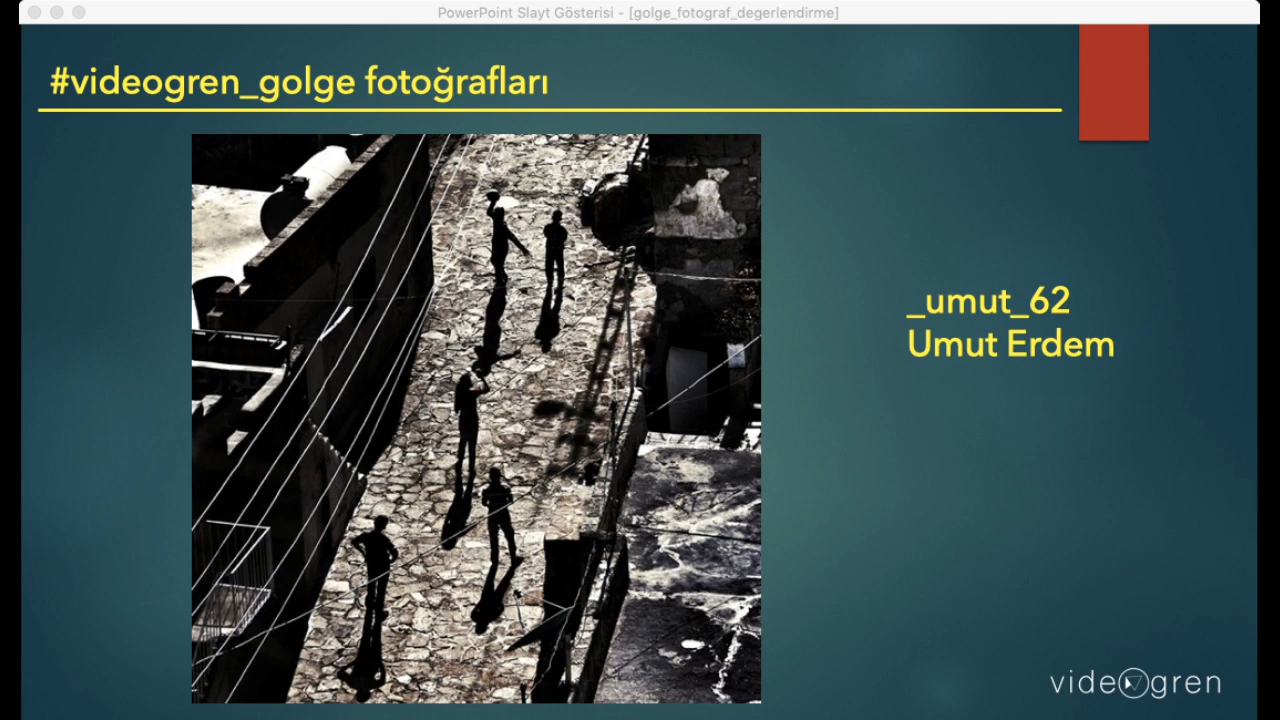 PowerPoint Slayt Gösterisi - [golge_fotograf_degerlendirme]
#videogren_golge fotoğrafları
_umut_62
Umut Erdem
videogren